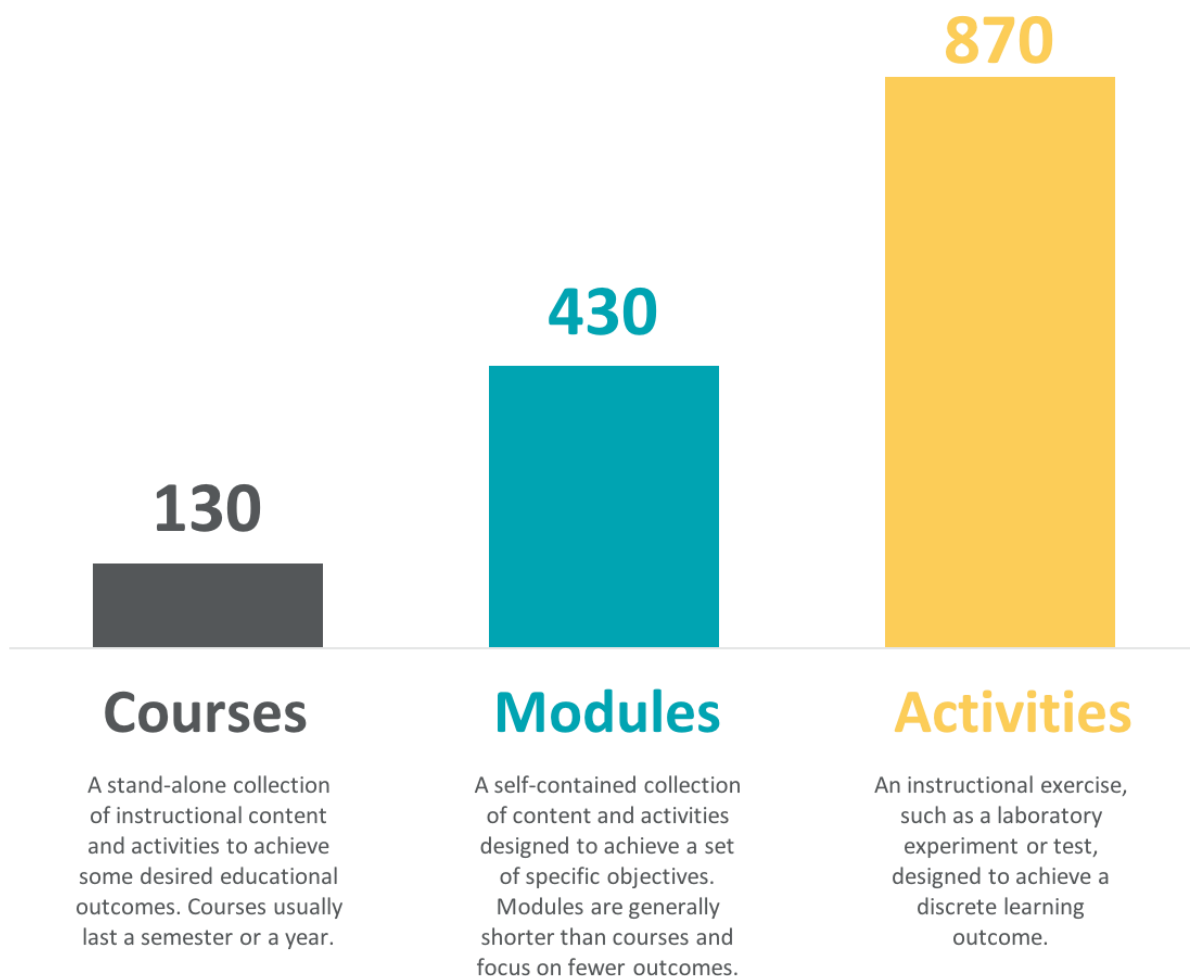 870
430
130
Courses
Modules
Activities
A stand-alone collection
of instructional content
and activities to achieve
some desired educational
outcomes. Courses usually
last a semester or a year.
A self-contained collection
of content and activities
designed to achieve a set
of specific objectives.
Modules are generally
shorter than courses and
focus on fewer outcomes.
An instructional exercise,
such as a laboratory
experiment or test,
designed to achieve a
discrete learning
outcome.